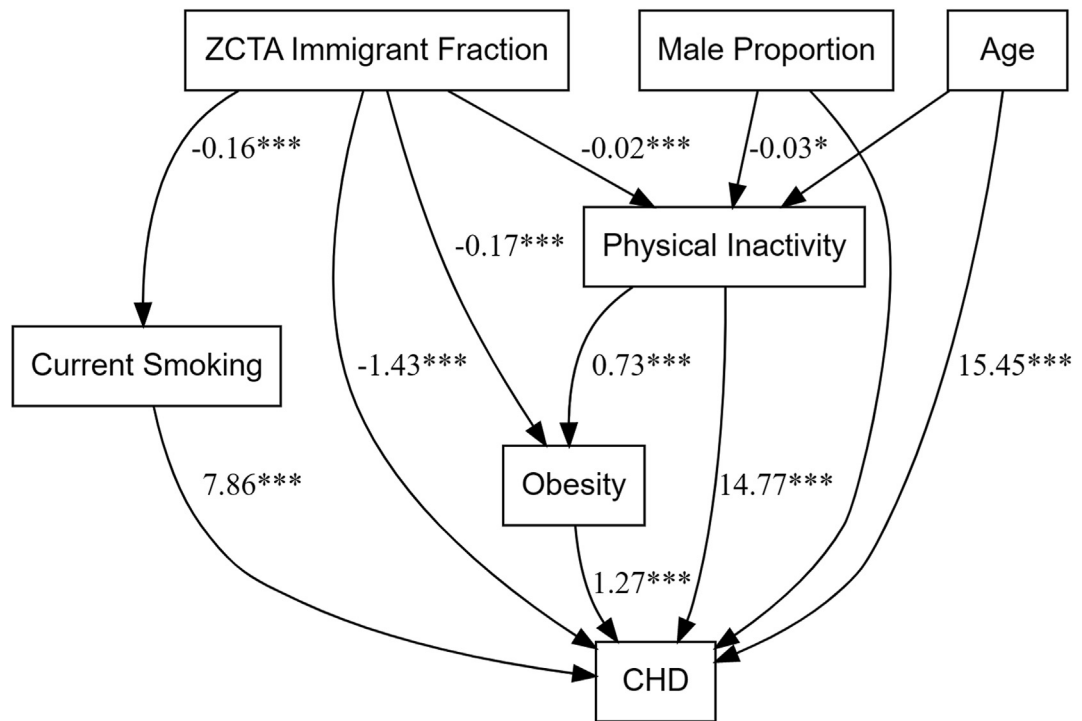 ZCTA Immigrant Fraction
Male Proportion
Age
-0.16***
-0.02***
-0.03*
-0.17***
Physical Inactivity
Current Smoking
-1.43***
0.73***
15.45***
7.86***
Obesity
14.77***
1.27***
CHD